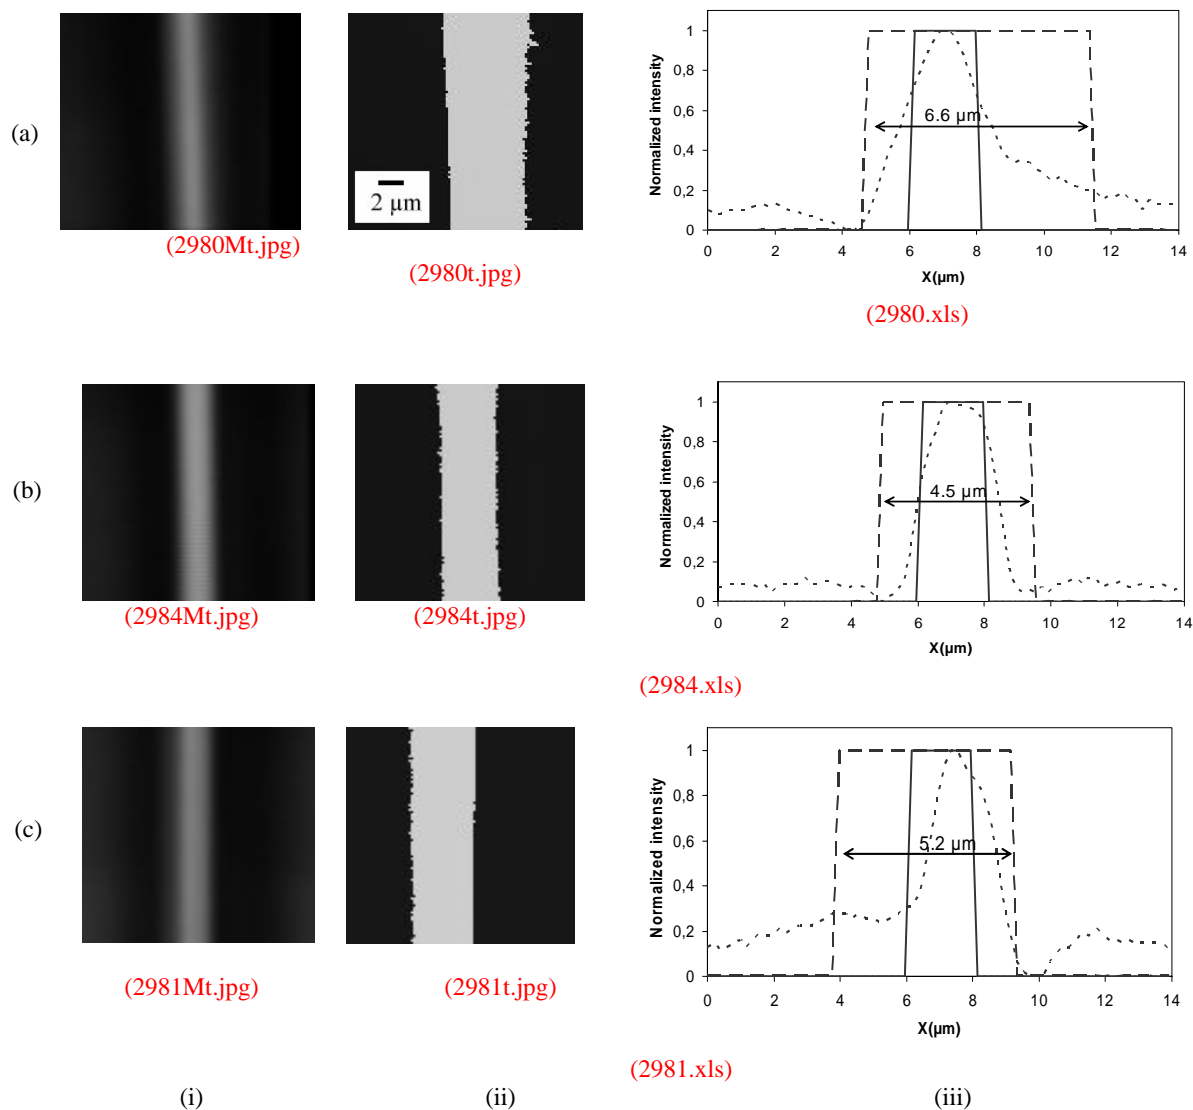 (a)
2 µm
(2980Mt.jpg)
(2980t.jpg)
Normalized intensity
1
0,8
0,6
0,4
0,2
0
6.6 µm
0 2 4 6 8 10 12 14
X(µm)
(2980.xls)
(b)
(2984Mt.jpg)
(2984t.jpg)
Normalized intensity
1
0,8
0,6
0,4
0,2
0
4.5 µm
0 2 4 6 8 10 12 14
X(µm)
(2984.xls)
(c)
(2981Mt.jpg)
(2981t.jpg)
Normalized intensity
1
0,8
0,6
0,4
0,2
0
5.2 µm
0 2 4 6 8 10 12 14
X(µm)
(2981.xls)
(i) (ii) (iii)